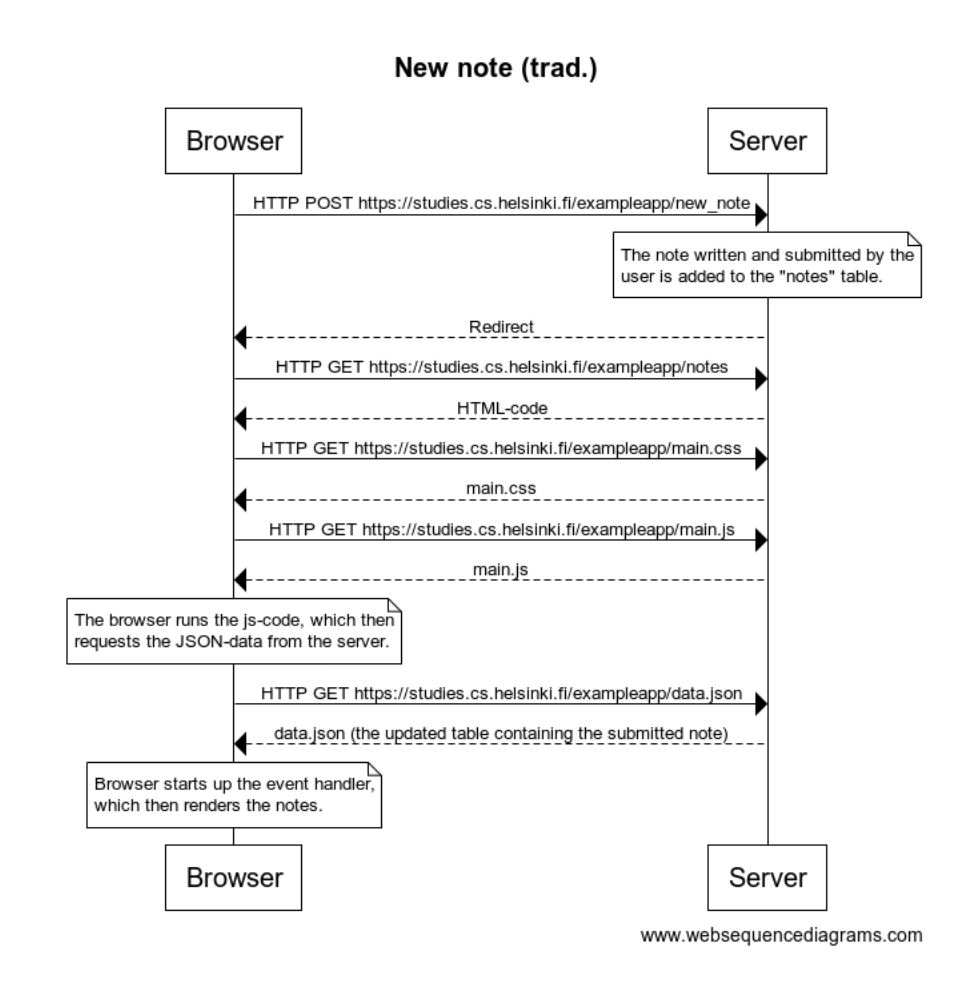 New note (trad.)
Browser
Server
HTTP POST https://studies.cs.helsinki.fi/exampleapp/new_note
The note written and submitted by the
user is added to the "notes" table.
Redirect
HTTP GET https://studies.cs.helsinki.fi/exampleapp/notes
HTML-code
HTTP GET https://studies.cs.helsinki.fi/exampleapp/main.css
main.css
HTTP GET https://studies.cs.helsinki.fi/exampleapp/main.js
main.js
The browser runs the js-code, which then
requests the JSON-data from the server.
HTTP GET https://studies.cs.helsinki.fi/exampleapp/data.json
data.json (the updated table containing the submitted note)
Browser starts up the event handler,
which then renders the notes.
Browser
Server
www.websequencediagrams.com